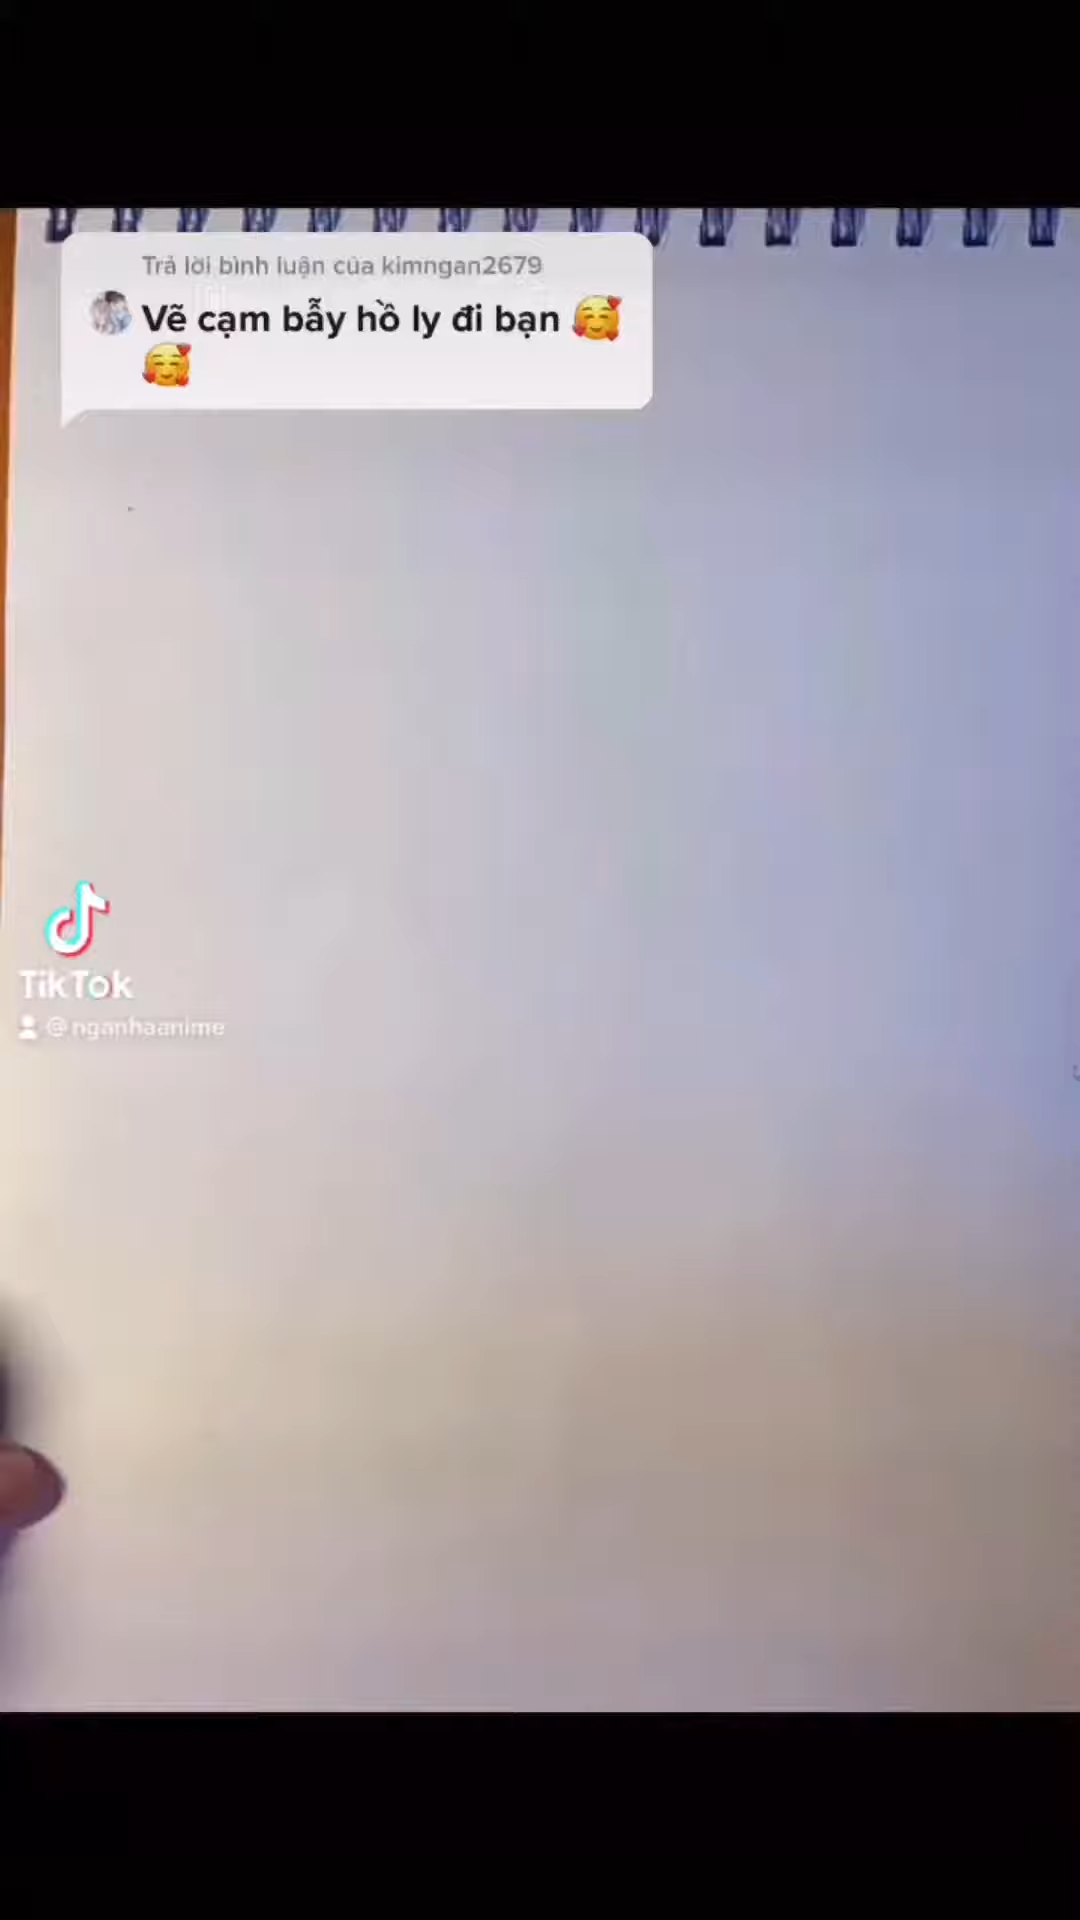 Trả lời bình luận của kimngan2679
Vẽ cạm bẫy hồ ly đi bạn 🥰
🥰
TikTok
@nganhaanime